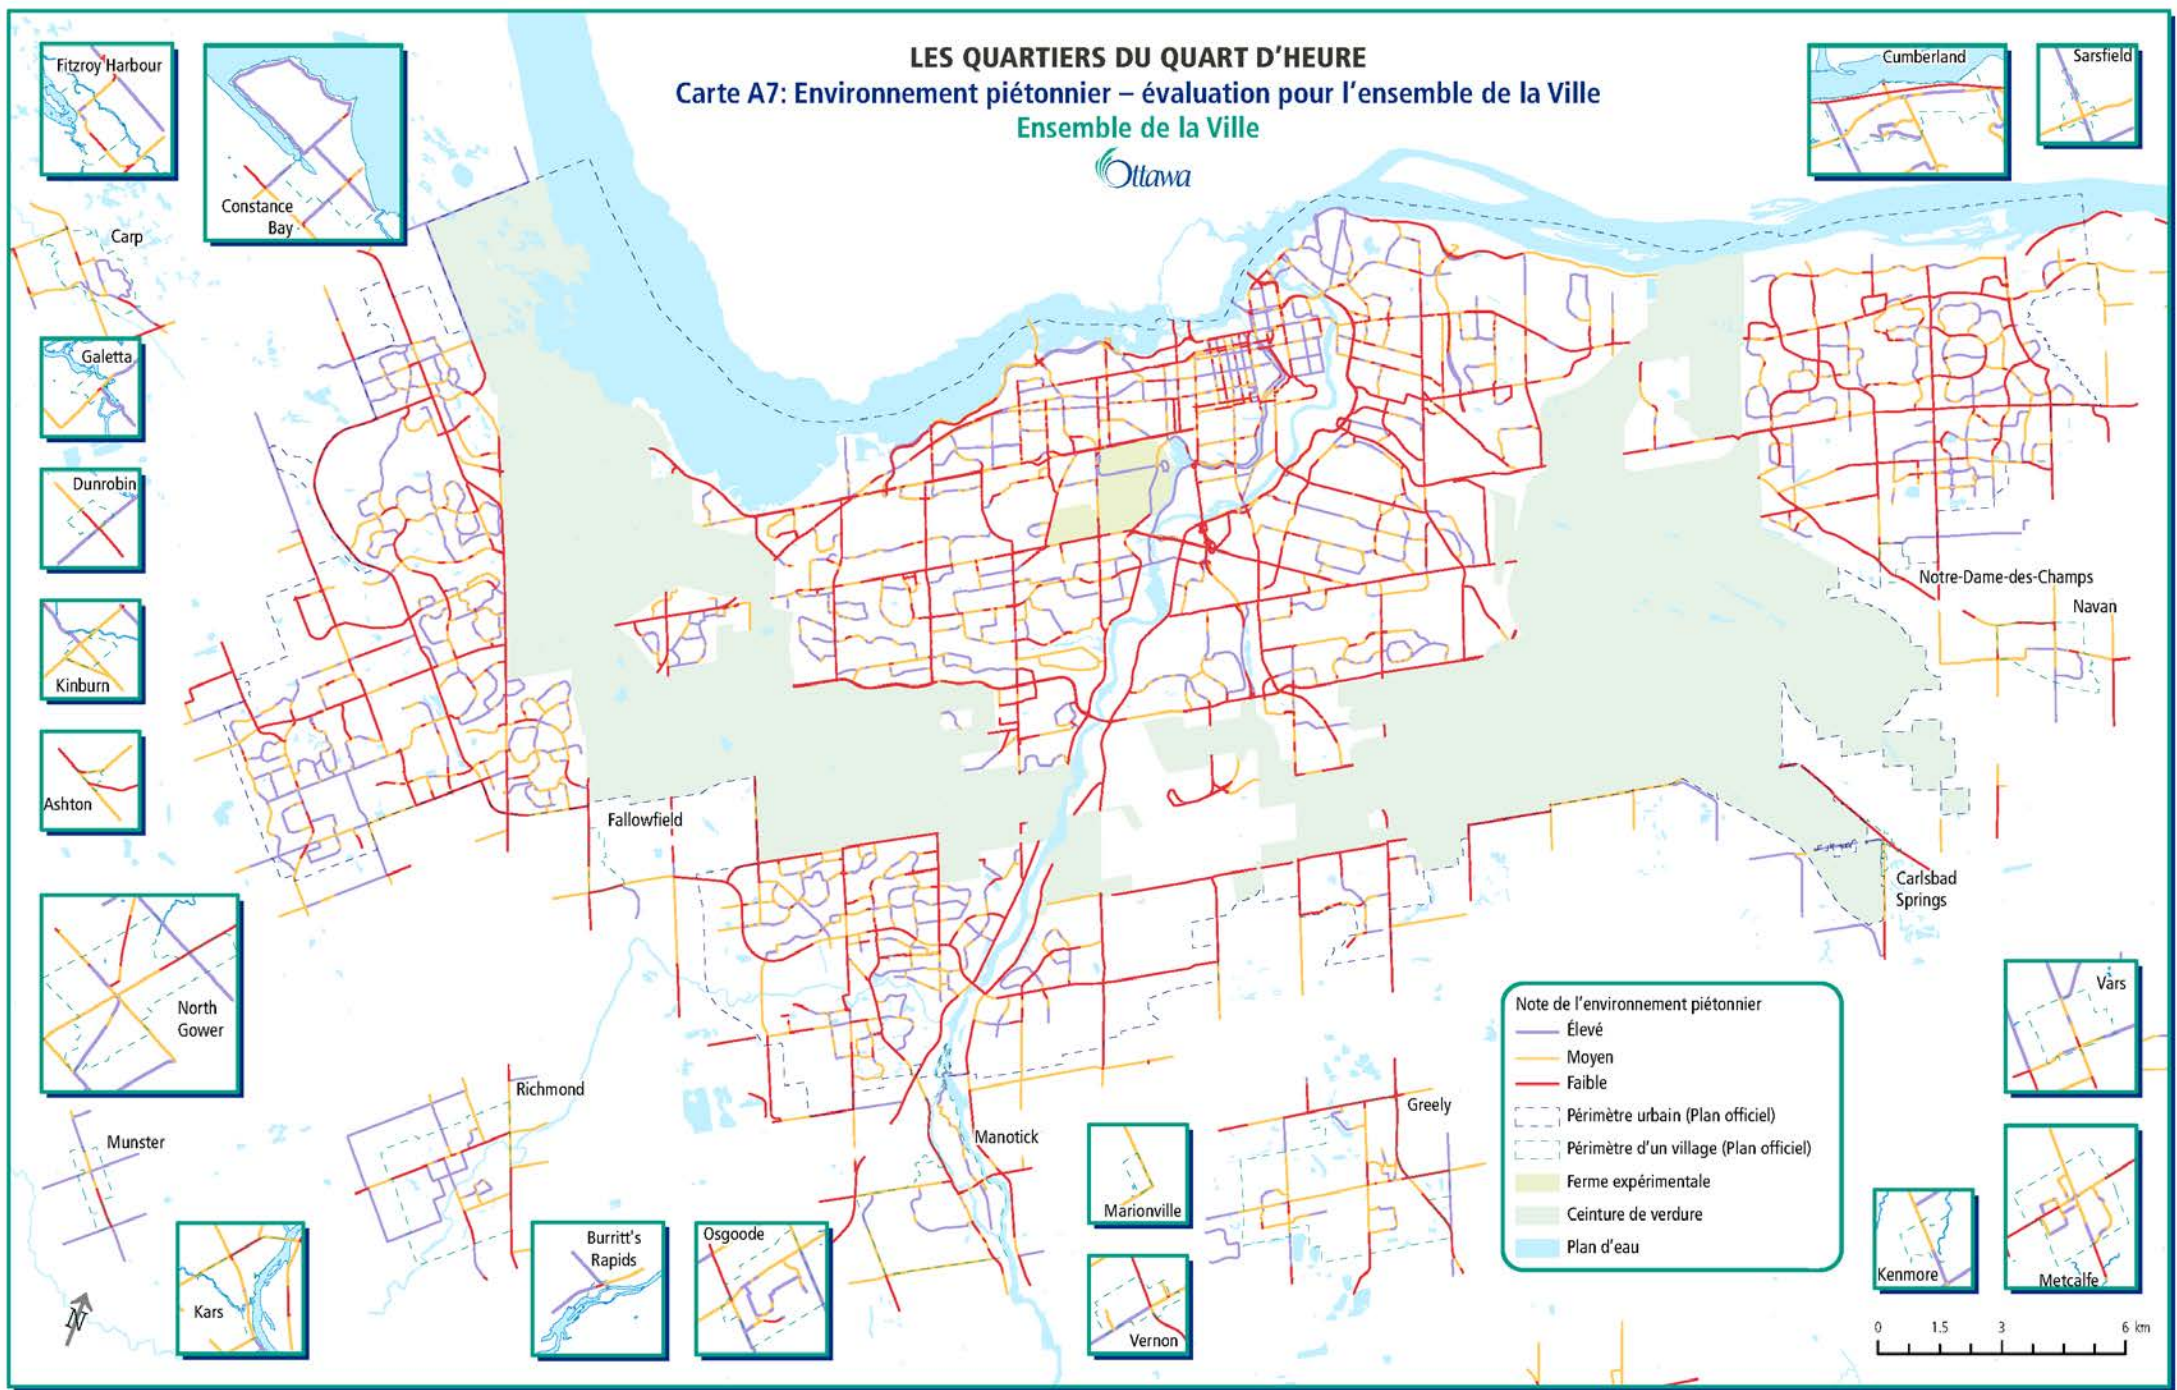 LES QUARTIERS DU QUART D'HEURE
Carte A7: Environnement piétonnier – évaluation pour l'ensemble de la Ville
Ensemble de la Ville
Ottawa
Fitzroy Harbour
Constance
Bay
Cumberland
Sarsfield
Carp
Galetta
Dunrobin
Kinburn
Ashton
Notre-Dame-des-Champs
Navan
Fallowfield
Carlsbad
Springs
North
Gower
Vars
Richmond
Munster
Manotick
Greely
Marionville
Kars
Burritt's
Rapids
Osgoode
Vernon
Kenmore
Metcalfe
Note de l'environnement piétonnier
Élevé
Moyen
Faible
Périmètre urbain (Plan officiel)
Périmètre d'un village (Plan officiel)
Ferme expérimentale
Ceinture de verdure
Plan d'eau
N
0 1.5 3 6 km